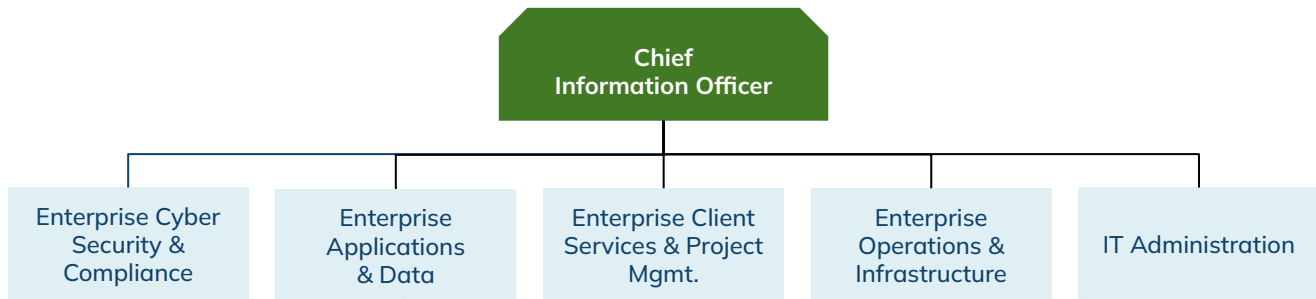 Chief
Information Officer
Enterprise Cyber
Security &
Compliance
Enterprise
Applications
& Data
Enterprise Client
Services & Project
Mgmt.
Enterprise
Operations &
Infrastructure
IT Administration